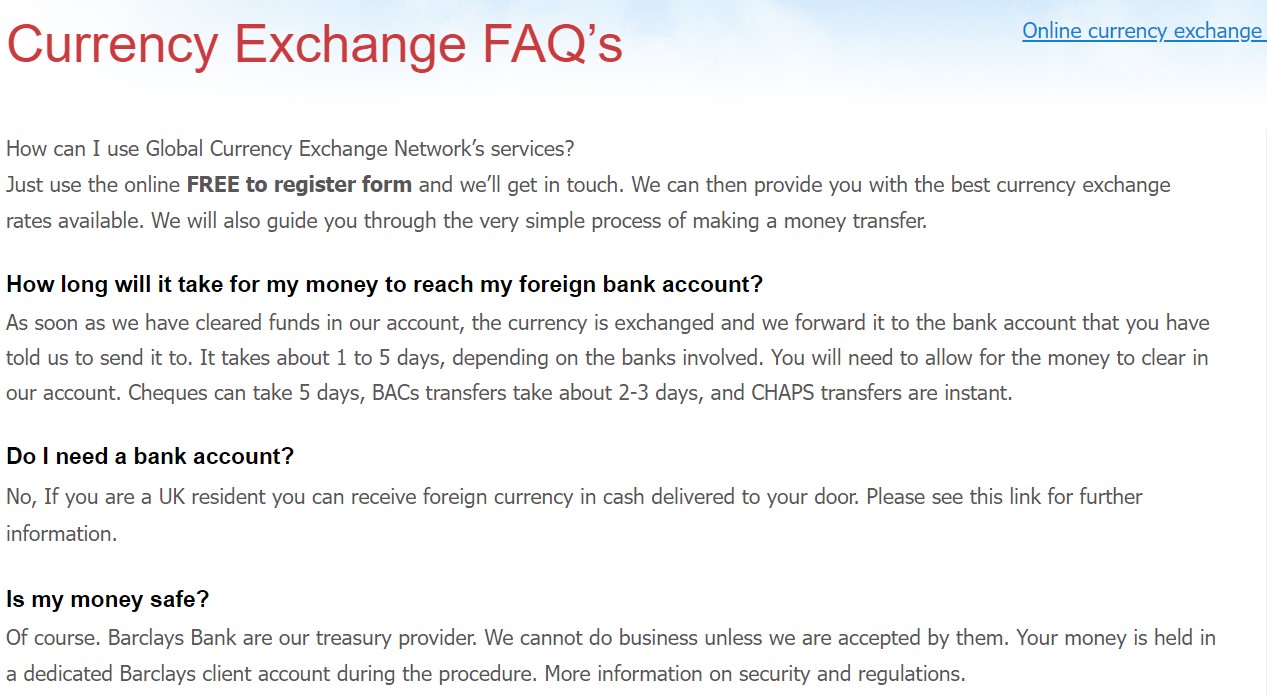 Currency Exchange FAQ’s
Online currency exchange
How can I use Global Currency Exchange Network’s services?
Just use the online FREE to register form and we’ll get in touch. We can then provide you with the best currency exchange
rates available. We will also guide you through the very simple process of making a money transfer.
How long will it take for my money to reach my foreign bank account?
As soon as we have cleared funds in our account, the currency is exchanged and we forward it to the bank account that you have
told us to send it to. It takes about 1 to 5 days, depending on the banks involved. You will need to allow for the money to clear in
our account. Cheques can take 5 days, BACs transfers take about 2-3 days, and CHAPS transfers are instant.
Do I need a bank account?
No, If you are a UK resident you can receive foreign currency in cash delivered to your door. Please see this link for further
information.
Is my money safe?
Of course. Barclays Bank are our treasury provider. We cannot do business unless we are accepted by them. Your money is held in
a dedicated Barclays client account during the procedure. More information on security and regulations.